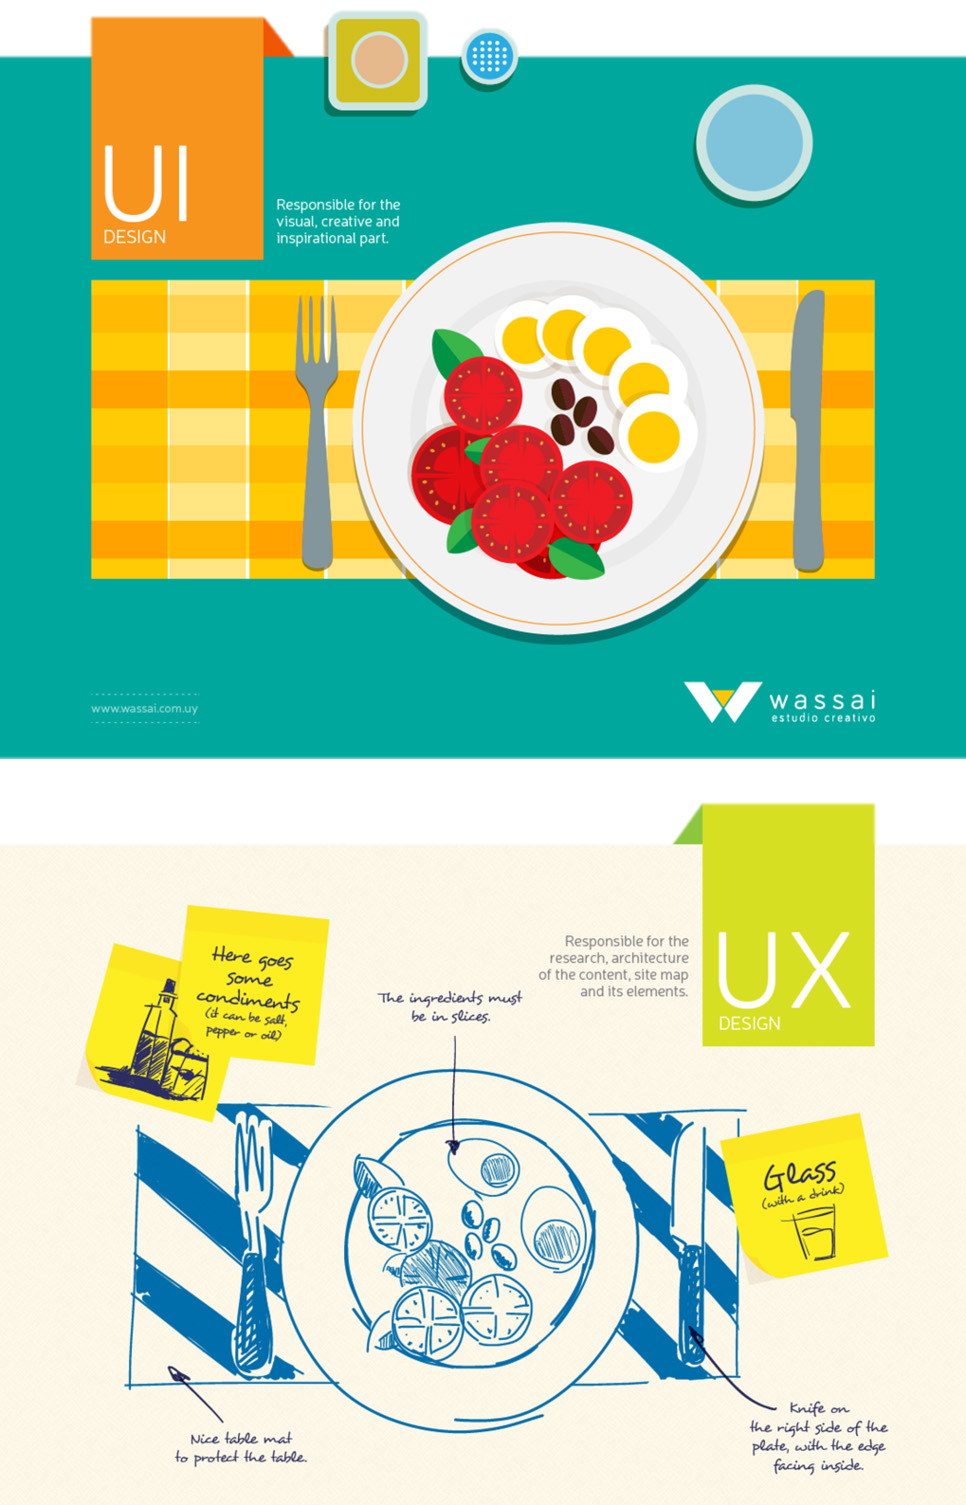 UI
DESIGN
Responsible for the
visual, creative and
inspirational part.
www.wassai.com.uy
wassai
estudio creativo
UX
DESIGN
Responsible for the
research, architecture
of the content, site map
and its elements.
Here goes
some
condiments
(it can be salt,
pepper or oil)
The ingredients must
be in slices.
Glass
(with a drink)
Nice table mat
to protect the table.
Knife on
the right side of the
plate, with the edge
facing inside.